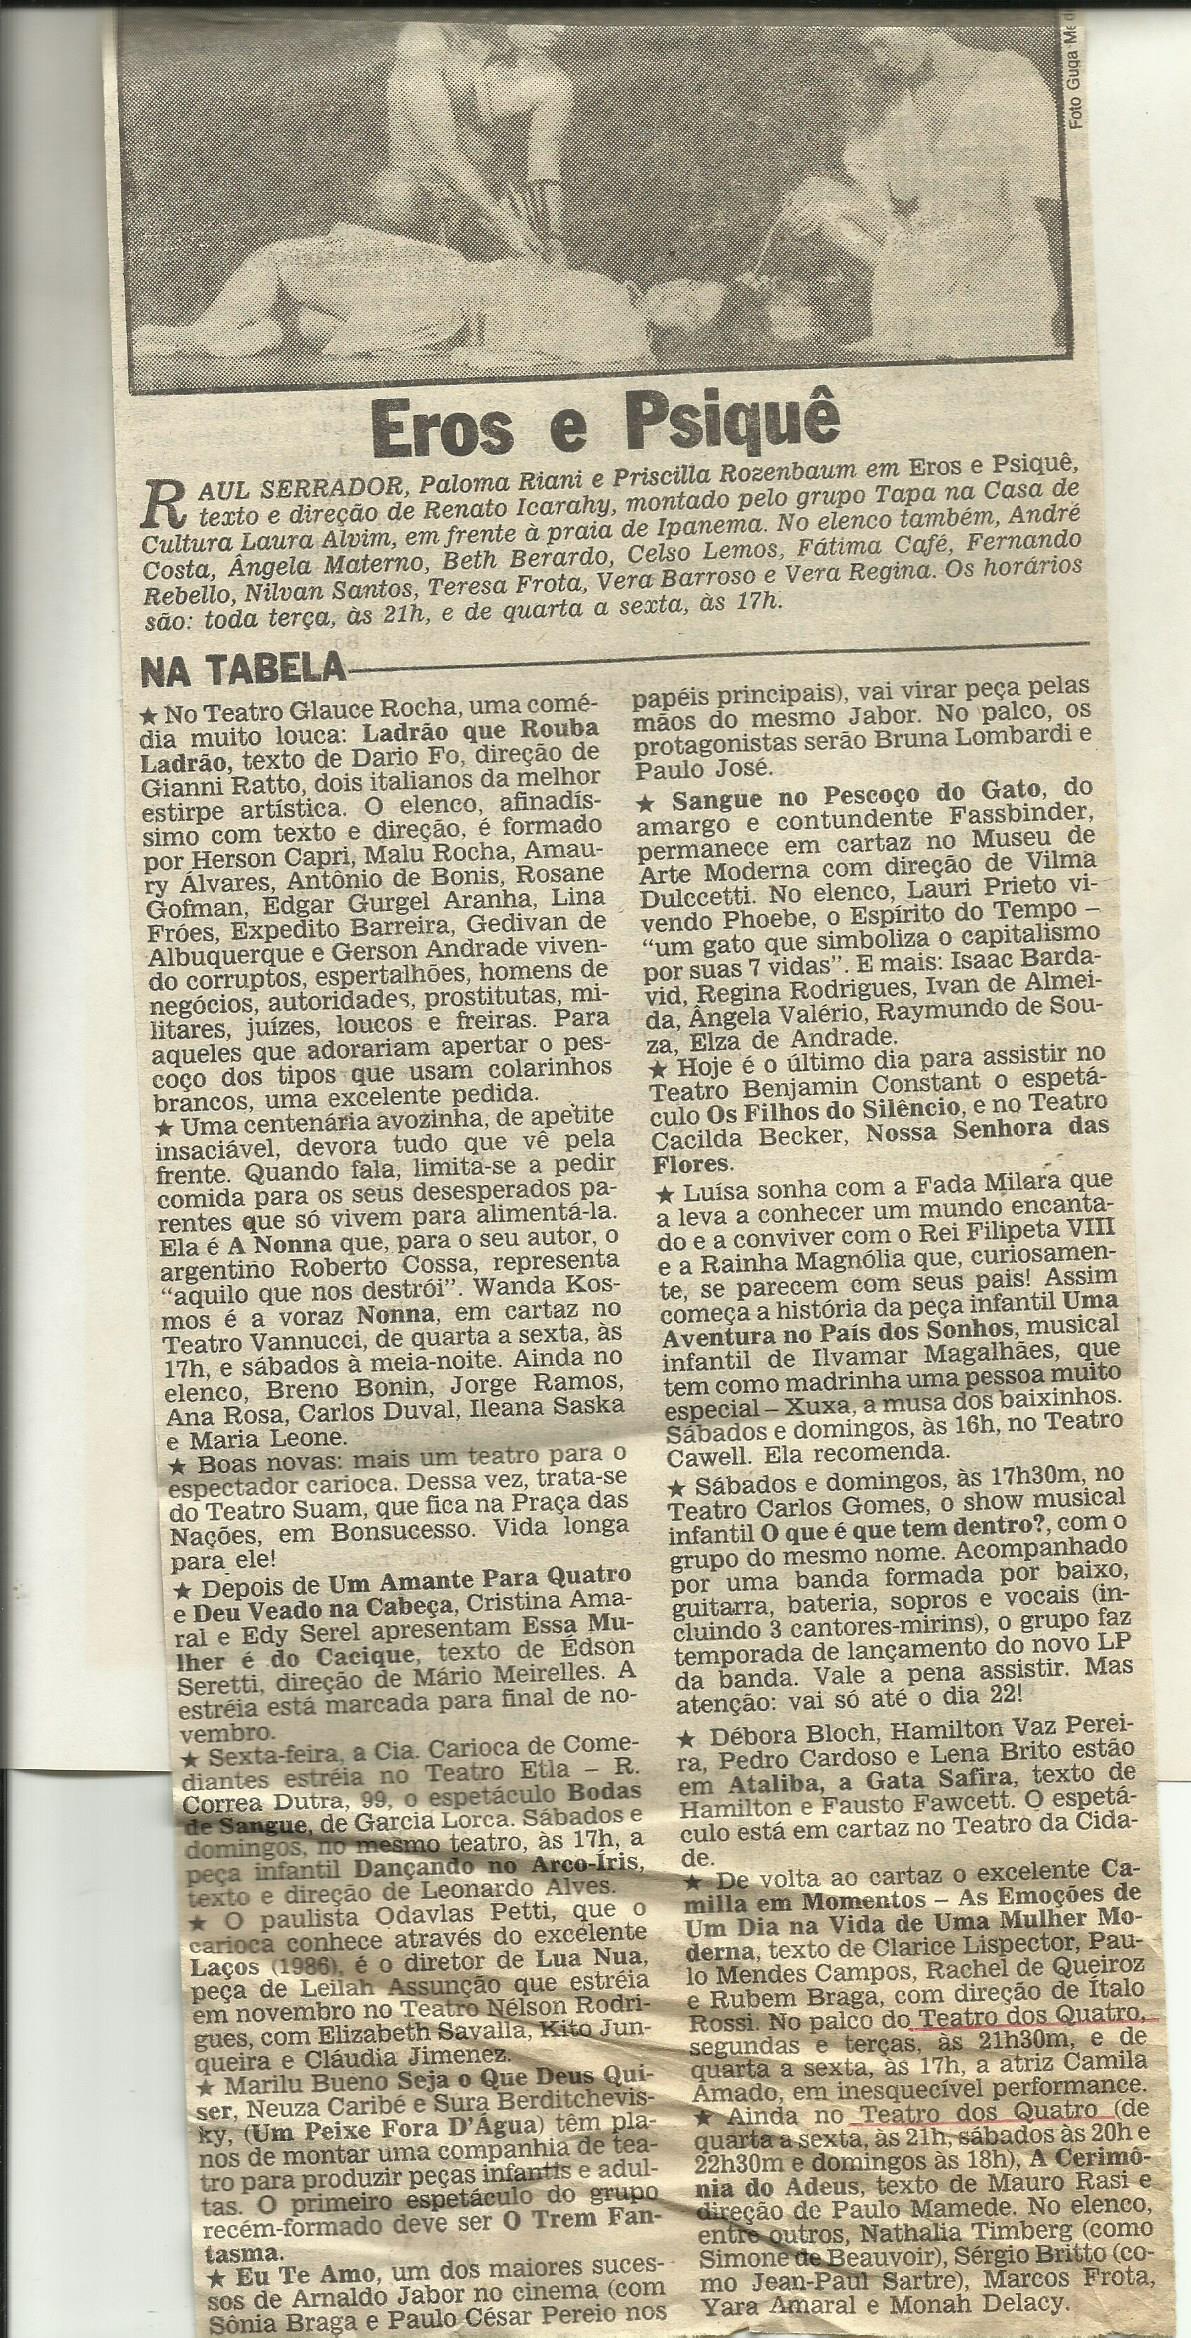 Foto Guga Me
Eros e Psiquê
RAUL SERRADOR, Paloma Riani e Priscilla Rozenbaum em Eros e Psiquê,
texto e direção de Renato Icarahy, montado pelo grupo Tapa na Casa de
Cultura Laura Alvim, em frente à praia de Ipanema. No elenco também, André
Costa, Ângela Materno, Beth Berardo, Celso Lemos, Fátima Café, Fernando
Rebello, Nilvan Santos, Teresa Frota, Vera Barroso e Vera Regina. Os horários
são: toda terça, às 21h, e de quarta a sexta, às 17h.
NA TABELA
★ No Teatro Glauce Rocha, uma comé-
dia muito louca: Ladrão que Rouba
Ladrão, texto de Dario Fo, direção de
Gianni Ratto, dois italianos da melhor
estirpe artística. O elenco, afinadís-
simo com texto e direção, é formado
por Herson Capri, Malu Rocha, Amau-
ry Álvares, Antônio de Bonis, Rosane
Gofman, Edgar Gurgel Aranha, Lina
Fróes, Expedito Barreira, Gedivan de
Albuquerque e Gerson Andrade viven-
do corruptos, espertalhões, homens de
negócios, autoridades, prostitutas, mi-
litares, juízes, loucos e freiras. Para
aqueles que adorariam apertar o pes-
coço dos tipos que usam colarinhos
brancos, uma excelente pedida.
★ Uma centenária avozinha, de apetite
insaciável, devora tudo que vê pela
frente. Quando fala, limita-se a pedir
comida para os seus desesperados pa-
rentes que só vivem para alimentá-la.
Ela é A Nonna que, para o seu autor, o
argentino Roberto Cossa, representa
"aquilo que nos destrói". Wanda Kos-
mos é a voraz Nonna, em cartaz no
Teatro Vannucci, de quarta a sexta, às
17h, e sábados à meia-noite. Ainda no
elenco, Breno Bonin, Jorge Ramos,
Ana Rosa, Carlos Duval, Ileana Saska
e Maria Leone.
★ Boas novas: mais um teatro para o
espectador carioca. Dessa vez, trata-se
do Teatro Suam, que fica na Praça das
Nações, em Bonsucesso. Vida longa
para ele!
★ Depois de Um Amante Para Quatro
e Deu Veado na Cabeça, Cristina Ama-
ral e Edy Serel apresentam Essa Mu-
lher é do Cacique, texto de Édson
Seretti, direção de Mário Meirelles. A
estréia está marcada para final de no-
vembro.
★ Sexta-feira, a Cia. Carioca de Come-
diantes estréia no Teatro Etla – R.
Correa Dutra, 99, o espetáculo Bodas
de Sangue, de Garcia Lorca. Sábados e
domingos, no mesmo teatro, às 17h, a
peça infantil Dançando no Arco-Íris,
texto e direção de Leonardo Alves.
★ O paulista Odavlas Petti, que o
carioca conhece através do excelente
Laços (1986), é o diretor de Lua Nua,
peça de Leilah Assunção que estréia
em novembro no Teatro Nélson Rodri-
gues, com Elizabeth Savalla, Kito Jun-
queira e Cláudia Jimenez.
★ Marilu Bueno Seja o Que Deus Qui-
ser, Neuza Caribé e Sura Berditchevis-
ky, (Um Peixe Fora D'Água) têm pla-
nos de montar uma companhia de tea-
tro para produzir peças infantis e adul-
tas. O primeiro espetáculo do grupo
recém-formado deve ser O Trem Fan-
tasma.
★ Eu Te Amo, um dos maiores suces-
sos de Arnaldo Jabor no cinema (com
Sônia Braga e Paulo César Pereio nos
papéis principais), vai virar peça pelas
mãos do mesmo Jabor. No palco, os
protagonistas serão Bruna Lombardi e
Paulo José.
★ Sangue no Pescoço do Gato, do
amargo e contundente Fassbinder,
permanece em cartaz no Museu de
Arte Moderna com direção de Vilma
Dulccetti. No elenco, Lauri Prieto vi-
vendo Phoebe, o Espírito do Tempo –
"um gato que simboliza o capitalismo
por suas 7 vidas". E mais: Isaac Barda-
vid, Regina Rodrigues, Ivan de Almei-
da, Ângela Valério, Raymundo de Sou-
za, Elza de Andrade.
★ Hoje é o último dia para assistir no
Teatro Benjamin Constant o espetá-
culo Os Filhos do Silêncio, e no Teatro
Cacilda Becker, Nossa Senhora das
Flores.
★ Luísa sonha com a Fada Milara que
a leva a conhecer um mundo encanta-
do e a conviver com o Rei Filipeta VIII
e a Rainha Magnólia que, curiosamen-
te, se parecem com seus pais! Assim
começa a história da peça infantil Uma
Aventura no País dos Sonhos, musical
infantil de Ilvamar Magalhães, que
tem como madrinha uma pessoa muito
especial – Xuxa, a musa dos baixinhos.
Sábados e domingos, às 16h, no Teatro
Cawell. Ela recomenda.
★ Sábados e domingos, às 17h30m, no
Teatro Carlos Gomes, o show musical
infantil O que é que tem dentro?, com o
grupo do mesmo nome. Acompanhado
por uma banda formada por baixo,
guitarra, bateria, sopros e vocais (in-
cluindo 3 cantores-mirins), o grupo faz
temporada de lançamento do novo LP
da banda. Vale a pena assistir. Mas
atenção: vai só até o dia 22!
★ Débora Bloch, Hamilton Vaz Perei-
ra, Pedro Cardoso e Lena Brito estão
em Ataliba, a Gata Safira, texto de
Hamilton e Fausto Fawcett. O espetá-
culo está em cartaz no Teatro da Cida-
de.
★ De volta ao cartaz o excelente Ca-
milla em Momentos – As Emoções de
Um Dia na Vida de Uma Mulher Mo-
derna, texto de Clarice Lispector, Pau-
lo Mendes Campos, Rachel de Queiroz
e Rubem Braga, com direção de Ítalo
Rossi. No palco do Teatro dos Quatro,
segundas e terças, às 21h30m, e de
quarta a sexta, às 17h, a atriz Camila
Amado, em inesquecível performance.
★ Ainda no Teatro dos Quatro (de
quarta a sexta, às 21h, sábados às 20h e
22h30m e domingos às 18h), A Cerimô-
nia do Adeus, texto de Mauro Rasi e
direção de Paulo Mamede. No elenco,
entre outros, Nathalia Timberg (como
Simone de Beauvoir), Sérgio Britto (co-
mo Jean-Paul Sartre), Marcos Frota,
Yara Amaral e Monah Delacy.